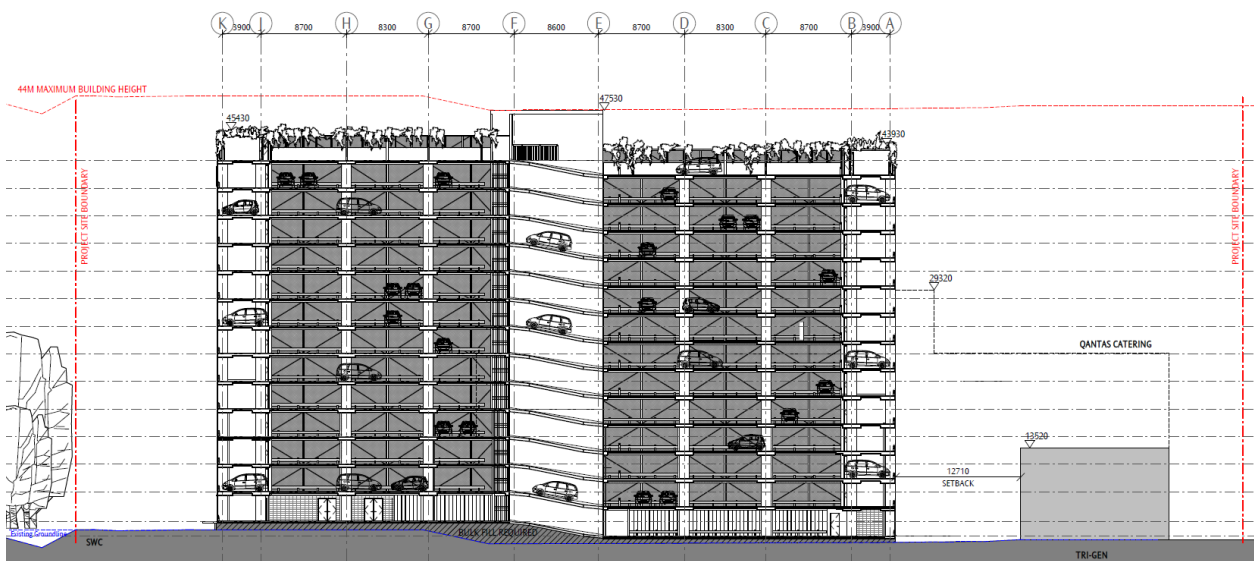 K J H G F E D C B A
3900 8700 8300 8700 8600 8700 8300 8700 3900
44M MAXIMUM BUILDING HEIGHT
47530
45430
43930
PROJECT SITE BOUNDARY
PROJECT SITE BOUNDARY
29320
QANTAS CATERING
13520
12710
SETBACK
Existing Groundline
BULK FILL REQUIRED
SWC
TRI-GEN